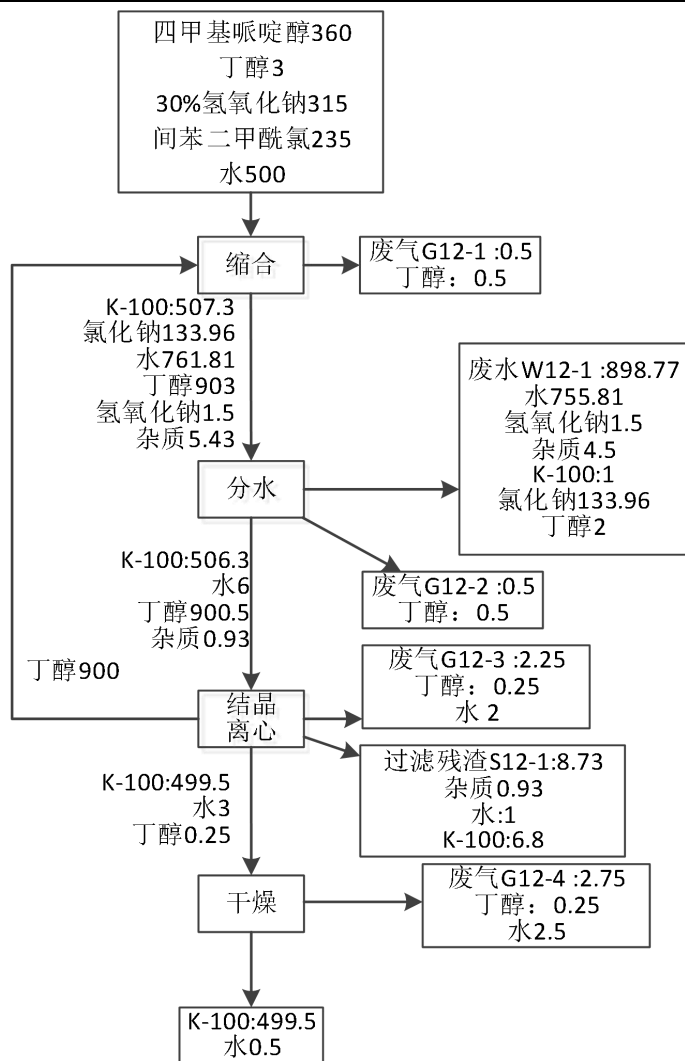 四甲基哌啶醇360
丁醇3
30%氢氧化钠315
间苯二甲酰氯235
水500
缩合
废气G12-1 :0.5
丁醇：0.5
K-100:507.3
氯化钠133.96
水761.81
丁醇903
氢氧化钠1.5
杂质5.43
废水W12-1 :898.77
水755.81
氢氧化钠1.5
杂质4.5
K-100:1
氯化钠133.96
丁醇2
分水
废气G12-2 :0.5
丁醇：0.5
K-100:506.3
水6
丁醇900.5
杂质0.93
丁醇900
废气G12-3 :2.25
丁醇：0.25
水 2
结晶
离心
过滤残渣S12-1:8.73
杂质0.93
水:1
K-100:6.8
K-100:499.5
水3
丁醇0.25
干燥
废气G12-4 :2.75
丁醇：0.25
水2.5
K-100:499.5
水0.5